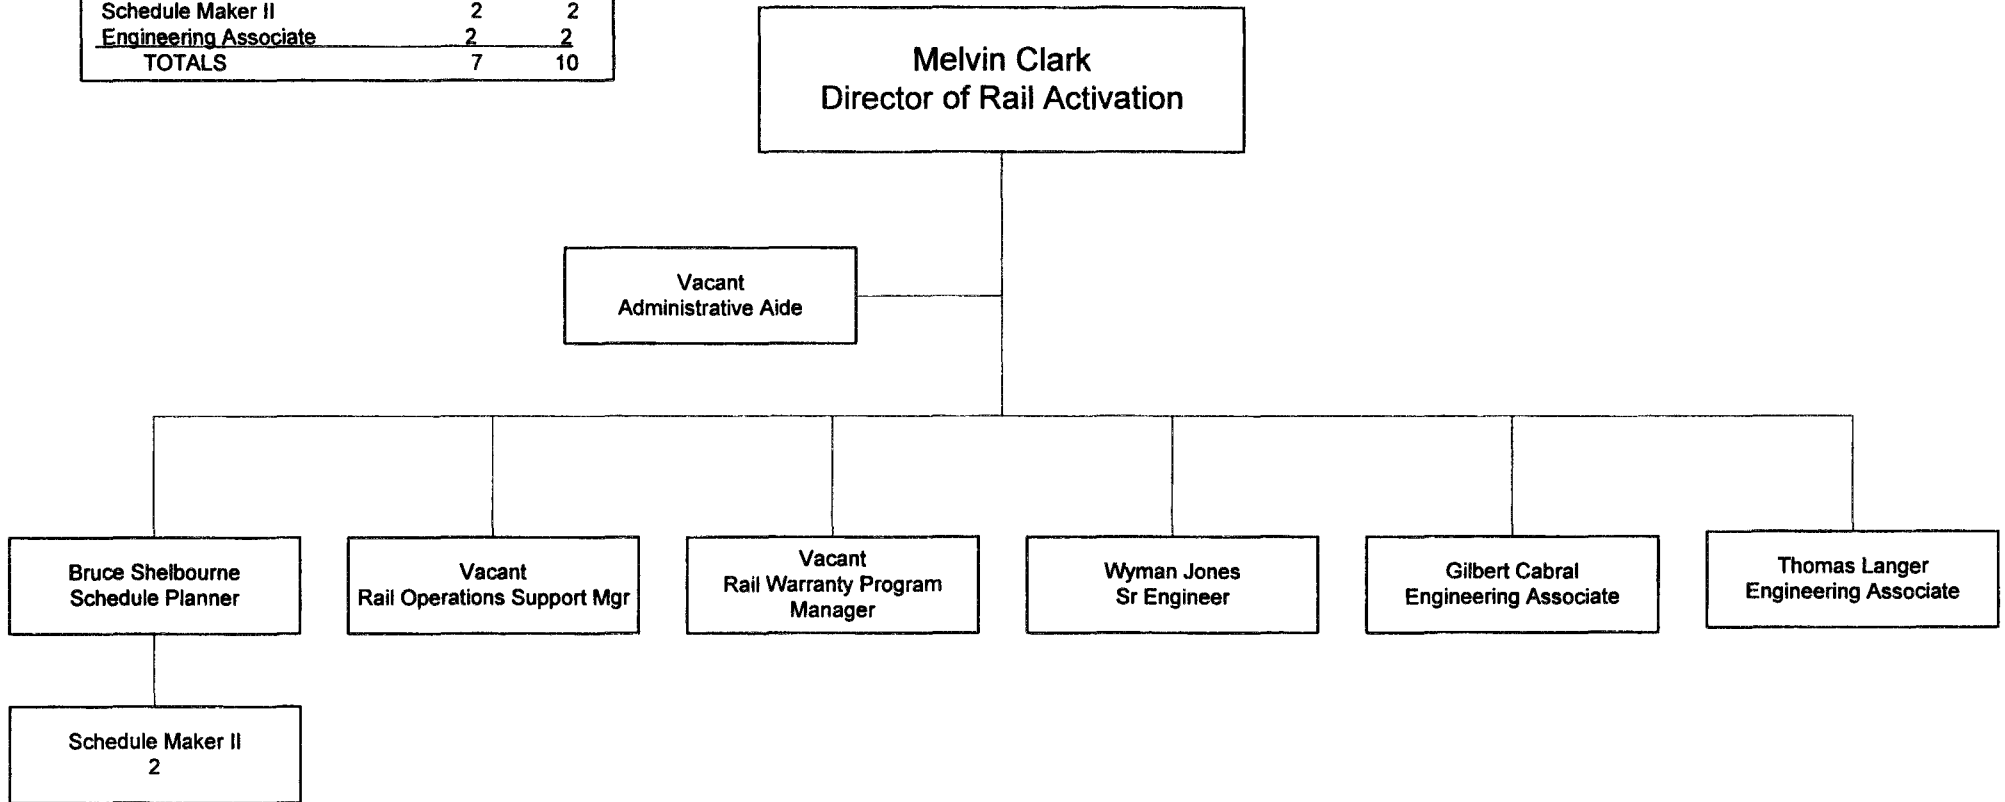 Schedule Maker II 2 2
Engineering Associate 2 2
TOTALS 7 10
Melvin Clark
Director of Rail Activation
Vacant
Administrative Aide
Bruce Shelbourne
Schedule Planner
Vacant
Rail Operations Support Mgr
Vacant
Rail Warranty Program
Manager
Wyman Jones
Sr Engineer
Gilbert Cabral
Engineering Associate
Thomas Langer
Engineering Associate
Schedule Maker II
2